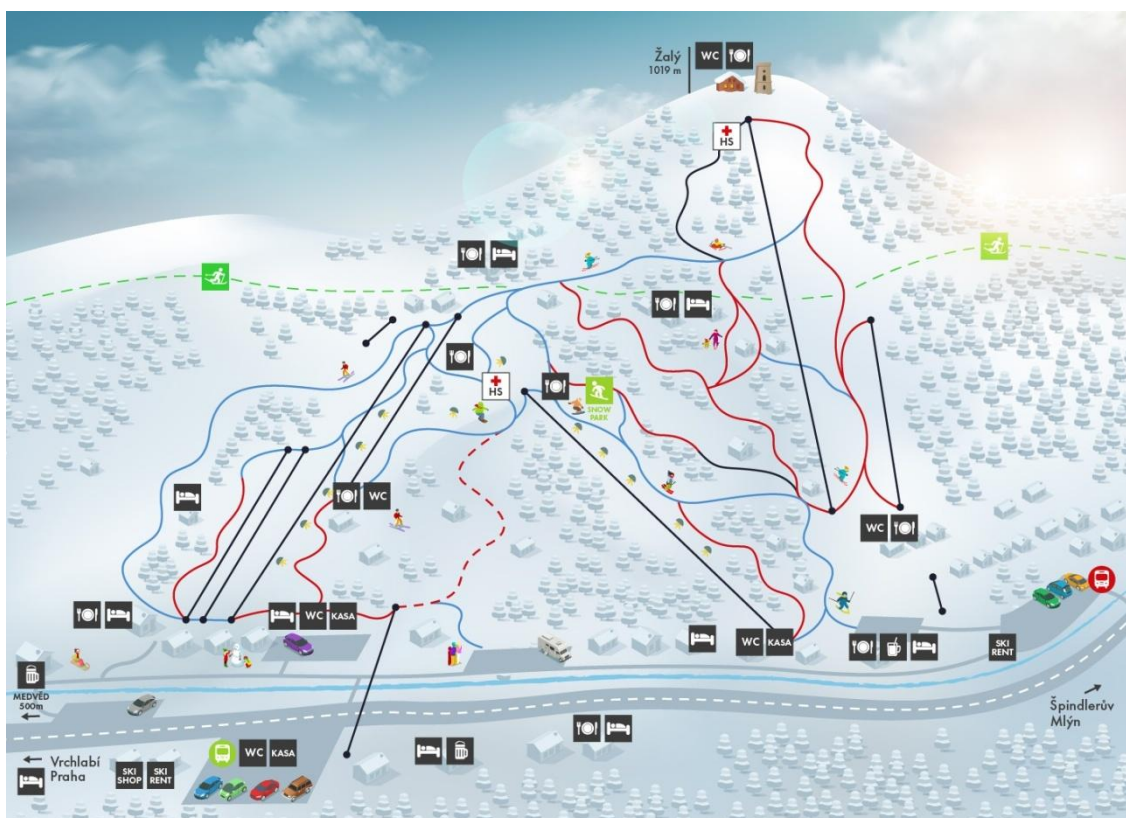 Žalý
1019 m
WC
HS
HS
SNOW
PARK
WC
WC
WC
KASA
WC
KASA
SKI
RENT
MEDVĚD
500m
Špindlerův
Mlýn
Vrchlabí
Praha
SKI
SHOP
SKI
RENT
WC
KASA